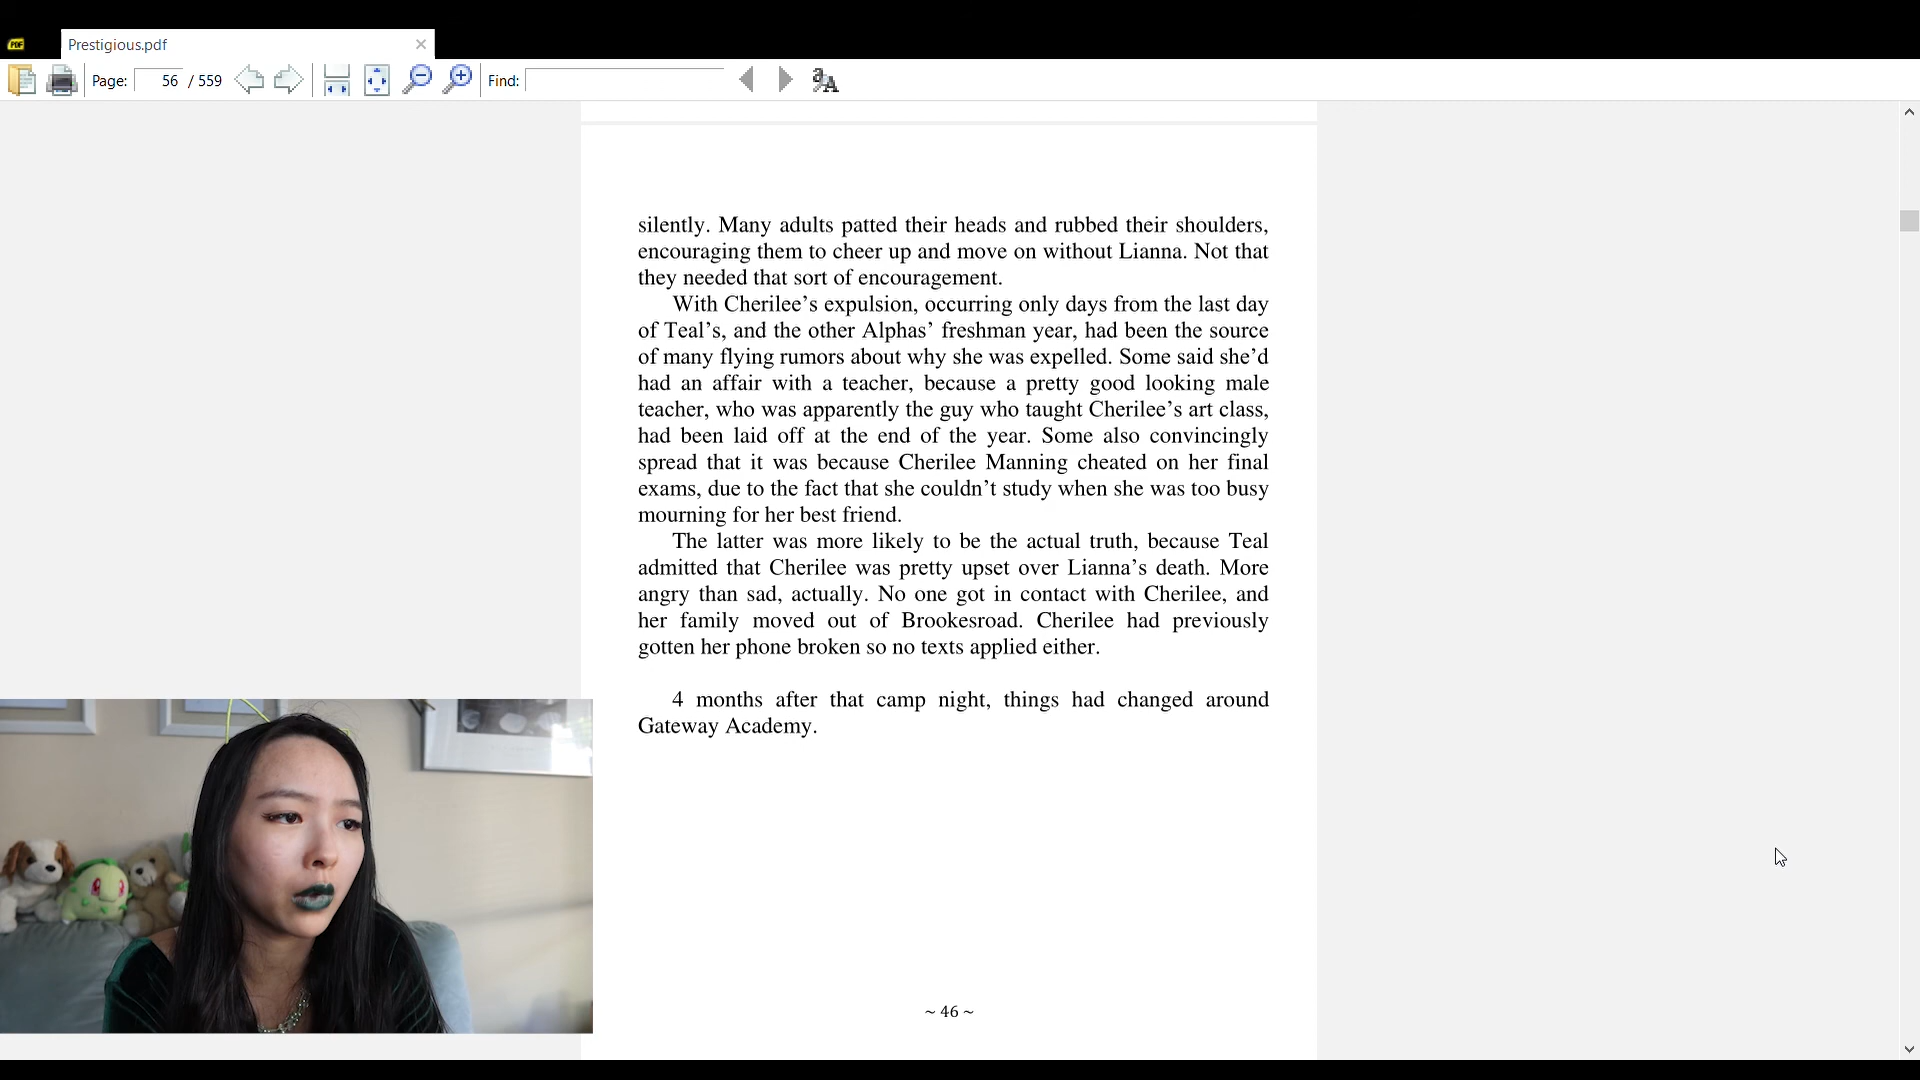 Prestigious.pdf
Page: 56 / 559 Find:
silently. Many adults patted their heads and rubbed their shoulders,
encouraging them to cheer up and move on without Lianna. Not that
they needed that sort of encouragement.
With Cherilee’s expulsion, occurring only days from the last day
of Teal’s, and the other Alphas’ freshman year, had been the source
of many flying rumors about why she was expelled. Some said she’d
had an affair with a teacher, because a pretty good looking male
teacher, who was apparently the guy who taught Cherilee’s art class,
had been laid off at the end of the year. Some also convincingly
spread that it was because Cherilee Manning cheated on her final
exams, due to the fact that she couldn’t study when she was too busy
mourning for her best friend.
The latter was more likely to be the actual truth, because Teal
admitted that Cherilee was pretty upset over Lianna’s death. More
angry than sad, actually. No one got in contact with Cherilee, and
her family moved out of Brookesroad. Cherilee had previously
gotten her phone broken so no texts applied either.
4 months after that camp night, things had changed around
Gateway Academy.
~ 46 ~